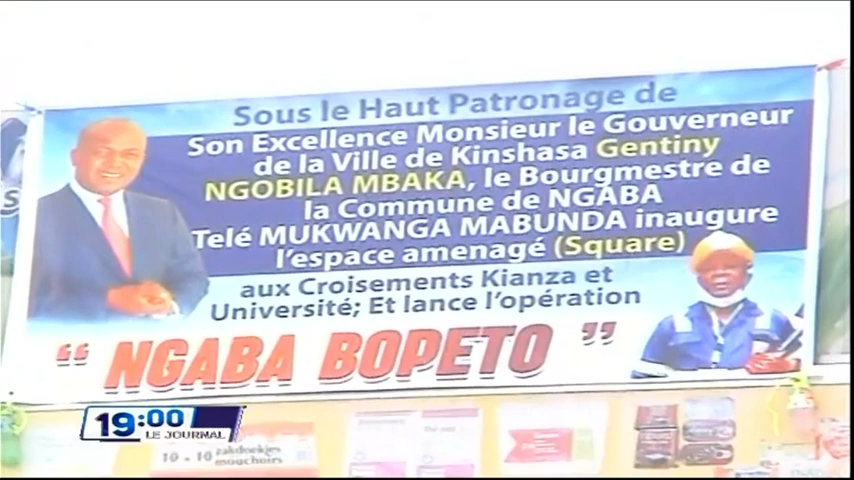 Sous le Haut Patronage de
Son Excellence Monsieur le Gouverneur
de la Ville de Kinshasa Gentiny
NGOBILA MBAKA, le Bourgmestre de
la Commune de NGABA
Telé MUKWANGA MABUNDA inaugure
l'espace amenagé (Square)
aux Croisements Kianza et
Université; Et lance l'opération
“ NGABA BOPETO ”
19:00
LE JOURNAL
10 - 10 zakdoekjes
mouchoirs